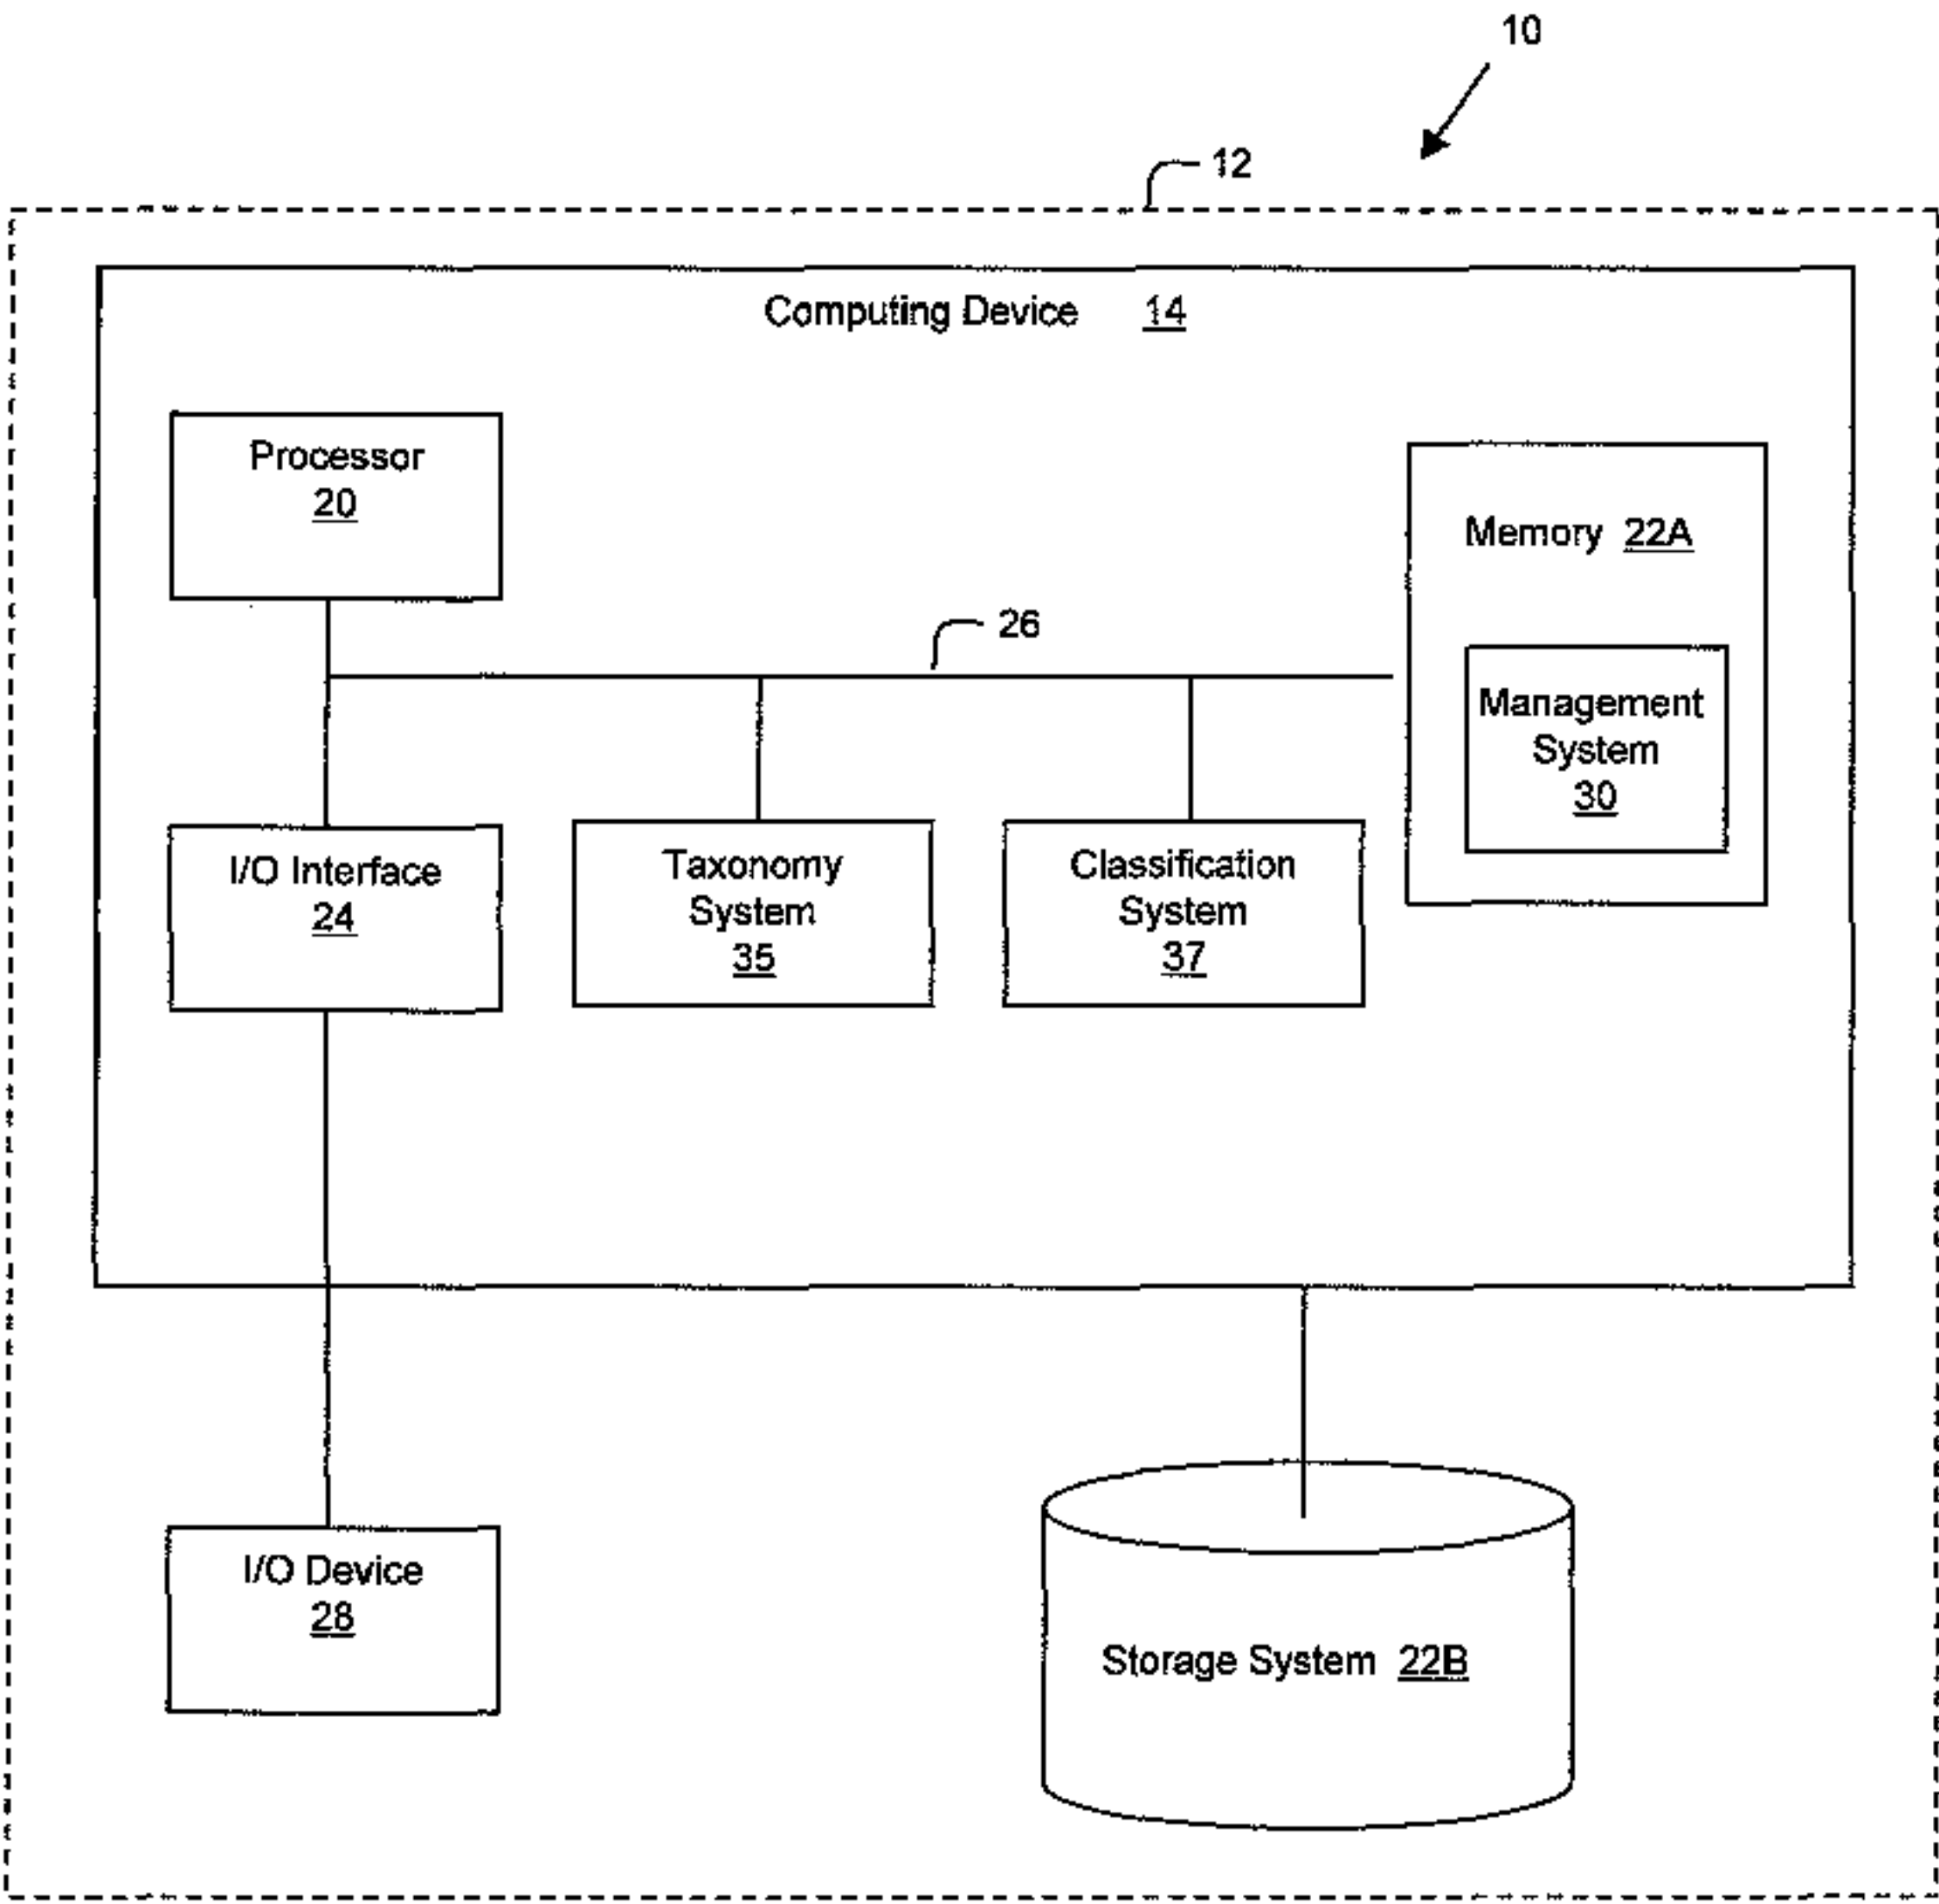 10
12
Computing Device 14
Processor
20
Memory 22A
26
Management
System
30
I/O Interface
24
Taxonomy
System
35
Classification
System
37
I/O Device
28
Storage System 22B